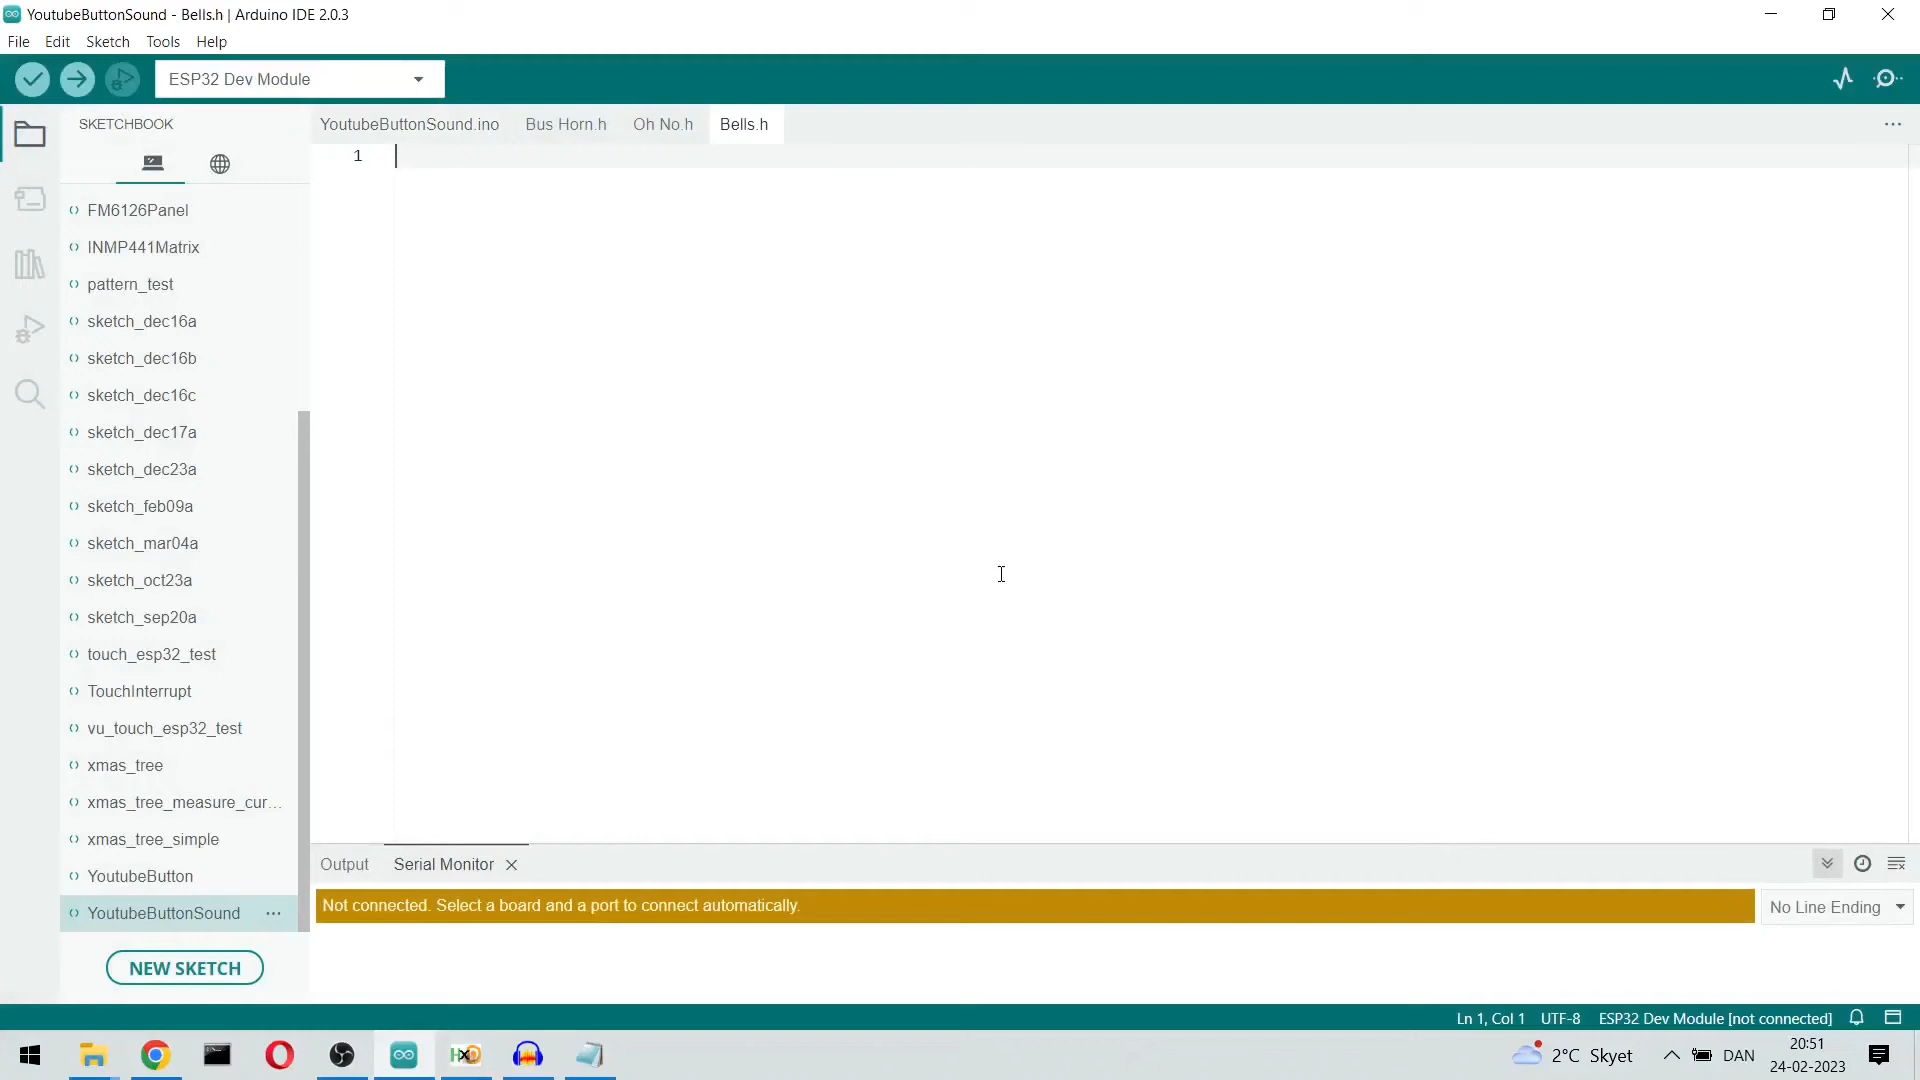 YoutubeButtonSound - Bells.h | Arduino IDE 2.0.3
File Edit Sketch Tools Help
ESP32 Dev Module
SKETCHBOOK
YoutubeButtonSound.ino Bus Horn.h Oh No.h Bells.h
1
FM6126Panel
INMP441Matrix
pattern_test
sketch_dec16a
sketch_dec16b
sketch_dec16c
sketch_dec17a
sketch_dec23a
sketch_feb09a
sketch_mar04a
sketch_oct23a
sketch_sep20a
touch_esp32_test
TouchInterrupt
vu_touch_esp32_test
xmas_tree
xmas_tree_measure_cur...
xmas_tree_simple
YoutubeButton
YoutubeButtonSound
NEW SKETCH
Output Serial Monitor
Not connected. Select a board and a port to connect automatically.
No Line Ending
Ln 1, Col 1 UTF-8 ESP32 Dev Module [not connected]
2°C Skyet DAN 20:51
24-02-2023